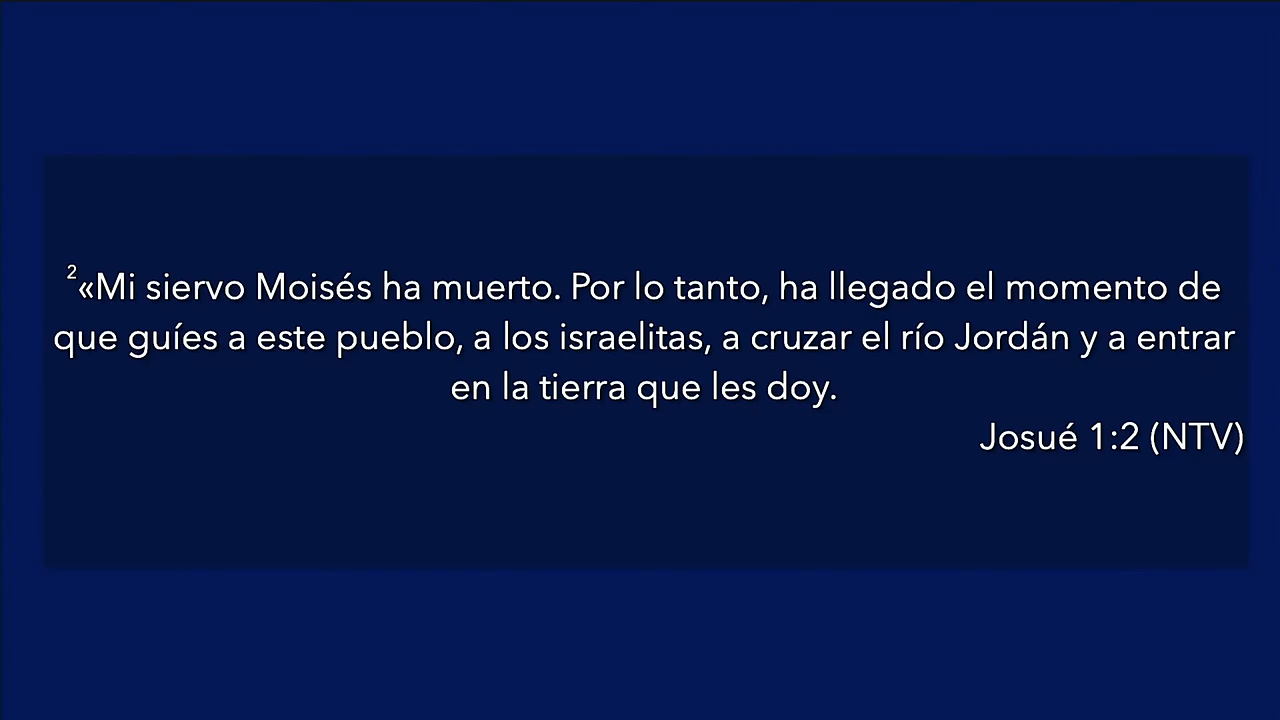 ²«Mi siervo Moisés ha muerto. Por lo tanto, ha llegado el momento de
que guíes a este pueblo, a los israelitas, a cruzar el río Jordán y a entrar
en la tierra que les doy.
Josué 1:2 (NTV)